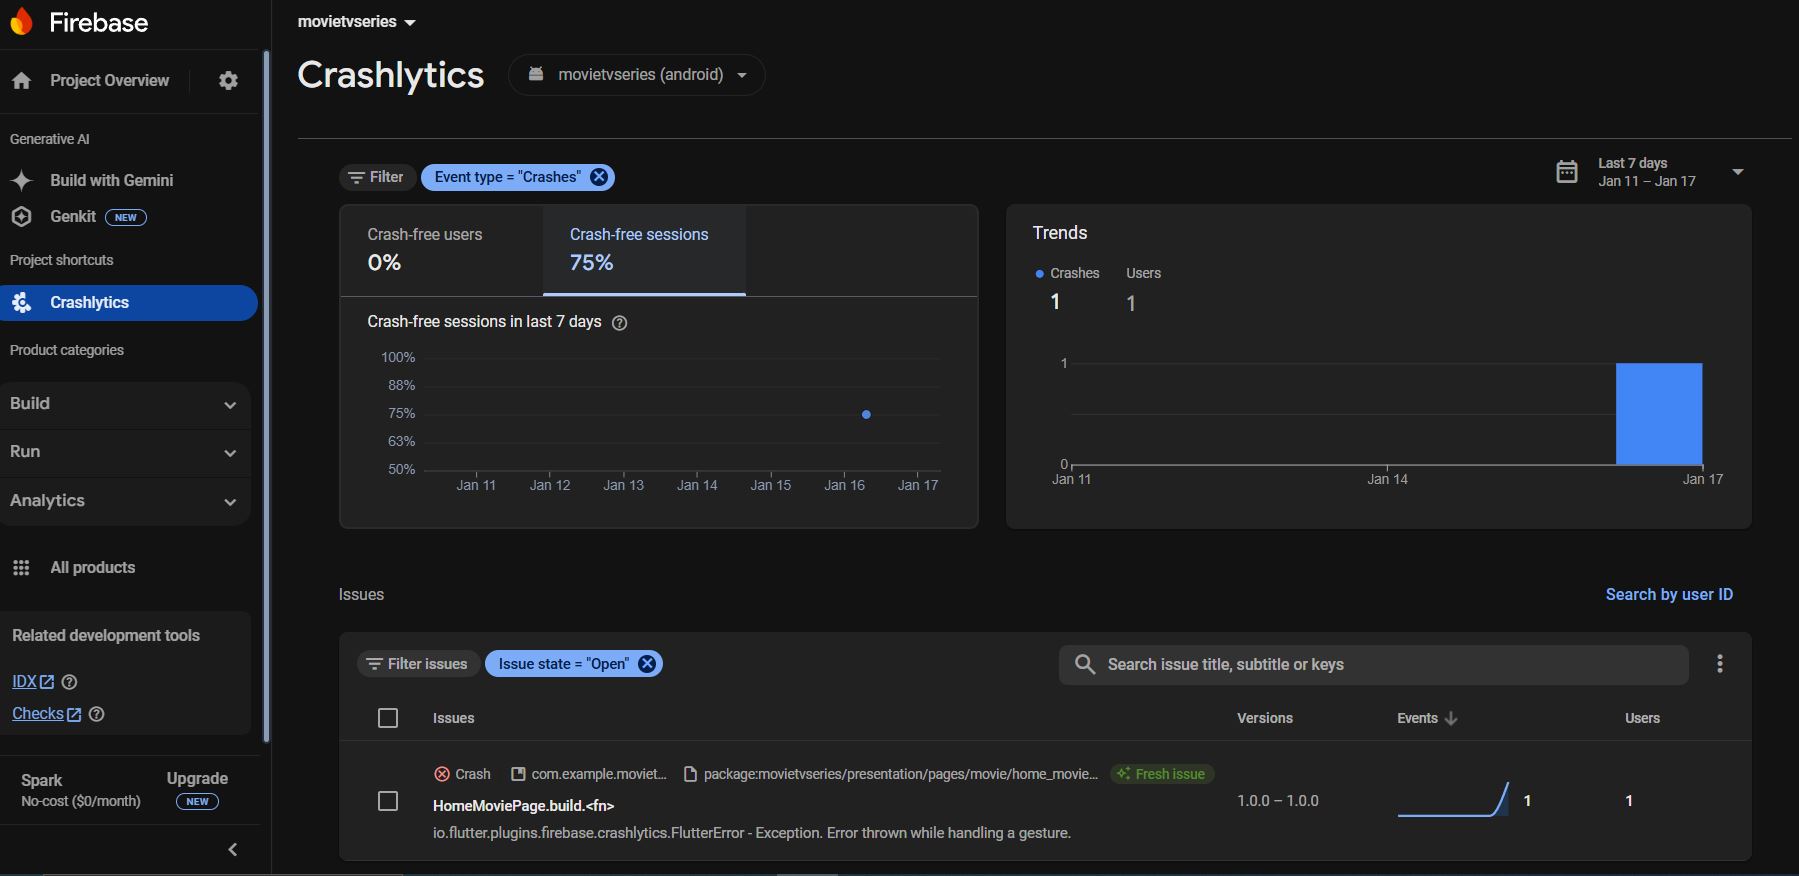 Firebase
Project Overview
Generative AI
Build with Gemini
Genkit NEW
Project shortcuts
Crashlytics
Product categories
Build
Run
Analytics
All products
Related development tools
IDX
Checks
Spark
No-cost ($0/month)
Upgrade
NEW
movietvseries
Crashlytics
movietvseries (android)
Filter
Event type = "Crashes"
Last 7 days
Jan 11 – Jan 17
Crash-free users
0%
Crash-free sessions
75%
Crash-free sessions in last 7 days
100%
88%
75%
63%
50%
Jan 11 Jan 12 Jan 13 Jan 14 Jan 15 Jan 16 Jan 17
Trends
Crashes Users
1 1
1
0
Jan 11 Jan 14 Jan 17
Issues
Search by user ID
Filter issues
Issue state = "Open"
Search issue title, subtitle or keys
Issues Versions Events Users
Crash com.example.moviet... package:movietvseries/presentation/pages/movie/home_movie... Fresh issue
HomeMoviePage.build.<fn>
io.flutter.plugins.firebase.crashlytics.FlutterError - Exception. Error thrown while handling a gesture.
1.0.0 – 1.0.0
1
1